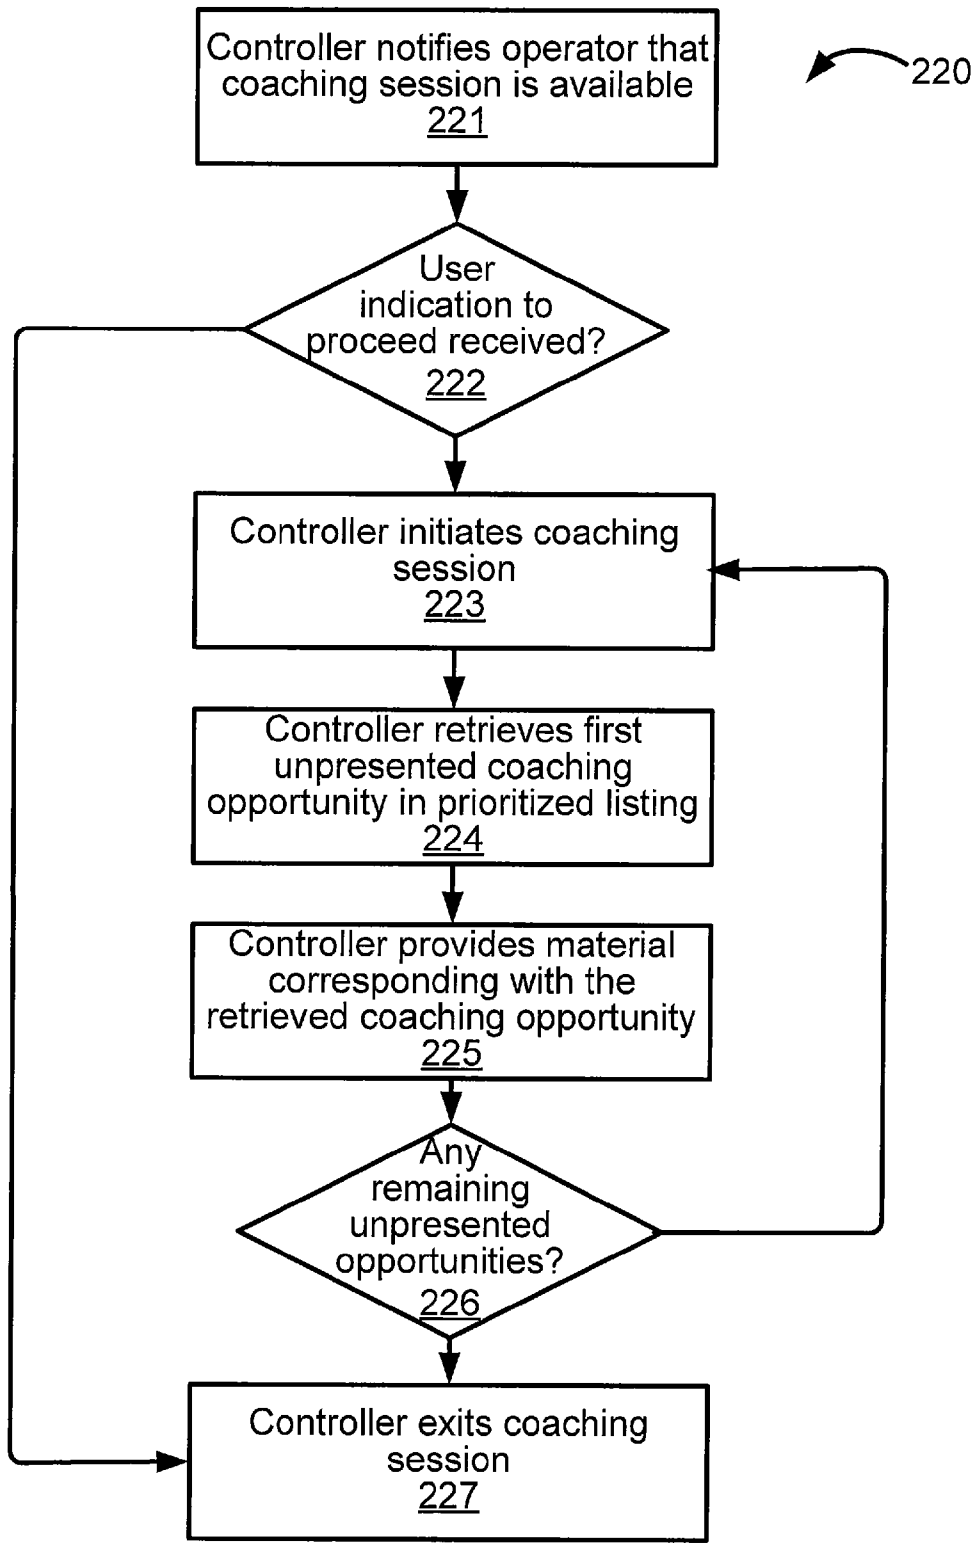 Controller notifies operator that
coaching session is available
221
220
User
indication to
proceed received?
222
Controller initiates coaching
session
223
Controller retrieves first
unpresented coaching
opportunity in prioritized listing
224
Controller provides material
corresponding with the
retrieved coaching opportunity
225
Any
remaining
unpresented
opportunities?
226
Controller exits coaching
session
227